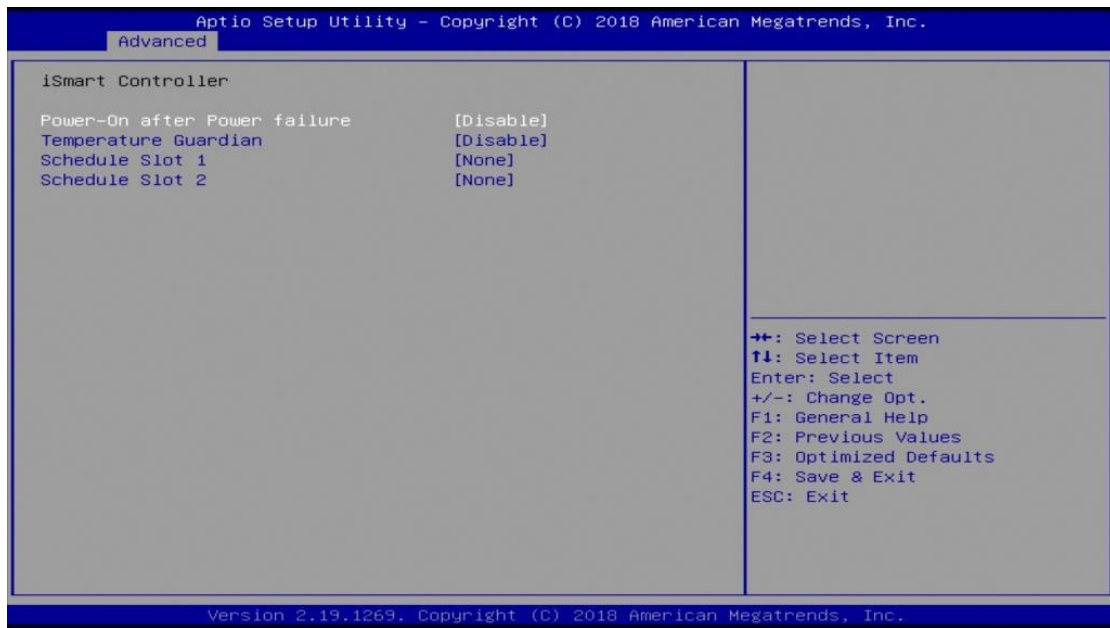 Aptio Setup Utility – Copyright (C) 2018 American Megatrends, Inc.
Advanced
iSmart Controller
Power-On after Power failure [Disable]
Temperature Guardian [Disable]
Schedule Slot 1 [None]
Schedule Slot 2 [None]
→←: Select Screen
↑↓: Select Item
Enter: Select
+/-: Change Opt.
F1: General Help
F2: Previous Values
F3: Optimized Defaults
F4: Save & Exit
ESC: Exit
Version 2.19.1269. Copyright (C) 2018 American Megatrends, Inc.